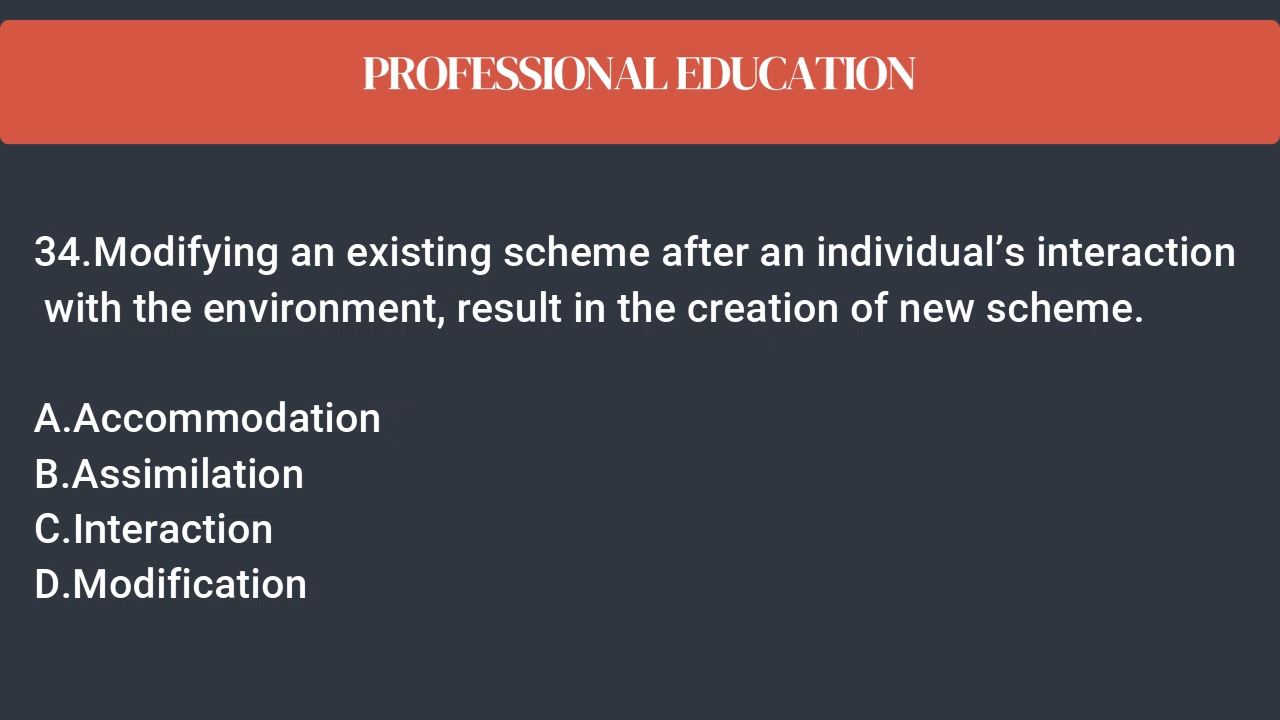 PROFESSIONAL EDUCATION
34.Modifying an existing scheme after an individual’s interaction
with the environment, result in the creation of new scheme.
A.Accommodation
B.Assimilation
C.Interaction
D.Modification